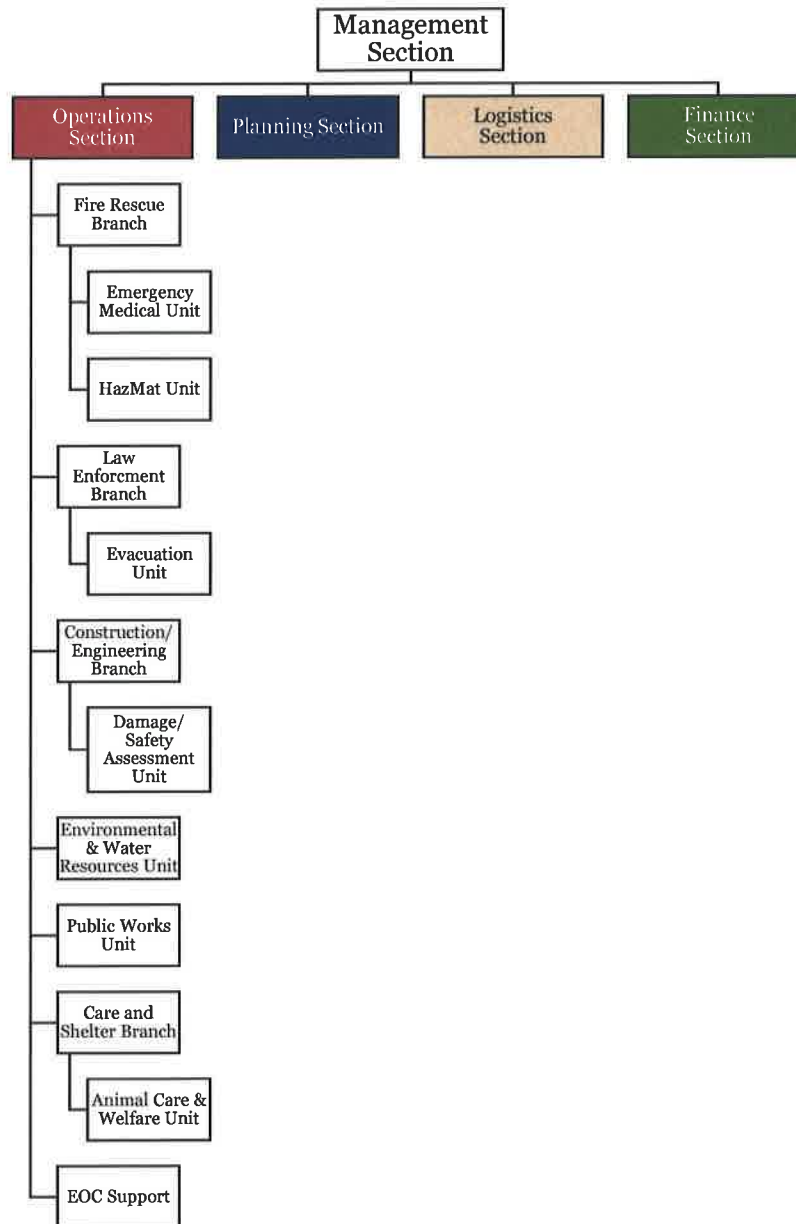 Management
Section
Operations
Section
Planning Section
Logistics
Section
Finance
Section
Fire Rescue
Branch
Emergency
Medical Unit
HazMat Unit
Law
Enforcment
Branch
Evacuation
Unit
Construction/
Engineering
Branch
Damage/
Safety
Assessment
Unit
Environmental
& Water
Resources Unit
Public Works
Unit
Care and
Shelter Branch
Animal Care &
Welfare Unit
EOC Support